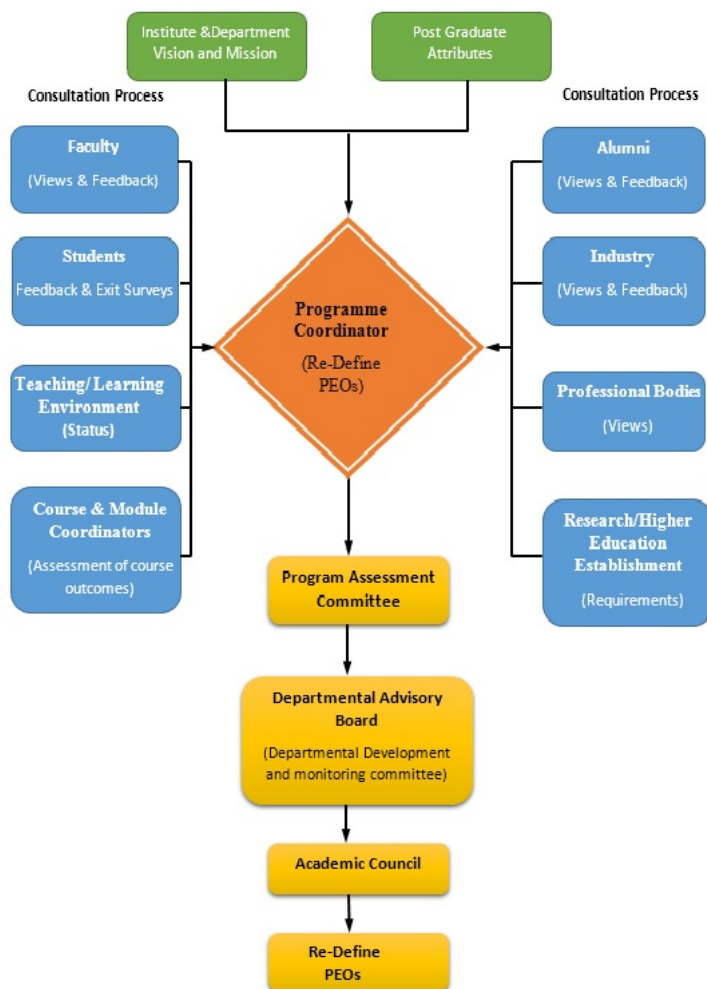 Institute &Department
Vision and Mission
Post Graduate
Attributes
Consultation Process
Consultation Process
Faculty
(Views & Feedback)
Students
Feedback & Exit Surveys
Teaching/ Learning
Environment
(Status)
Course & Module
Coordinators
(Assessment of course
outcomes)
Alumni
(Views & Feedback)
Industry
(Views & Feedback)
Professional Bodies
(Views)
Research/Higher
Education
Establishment
(Requirements)
Programme
Coordinator
(Re-Define
PEOs)
Program Assessment
Committee
Departmental Advisory
Board
(Departmental Development
and monitoring committee)
Academic Council
Re-Define
PEOs